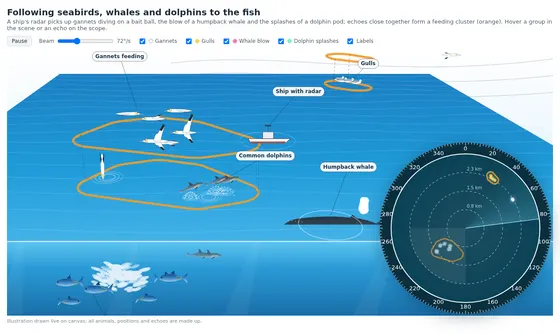 Following seabirds, whales and dolphins to the fish
A ship's radar picks up gannets diving on a bait ball, the blow of a humpback whale and the splashes of a dolphin pod; echoes close together form a feeding cluster (orange). Hover a group in
the scene or an echo on the scope.
Pause Beam 72°/s Gannets Gulls Whale blow Dolphin splashes Labels
Gannets feeding
Gulls
Ship with radar
Common dolphins
Humpback whale
0
20
40
60
80
100
120
140
160
180
200
220
240
260
280
300
320
340
2.3 km
1.5 km
0.8 km
Illustration drawn live on canvas; all animals, positions and echoes are made up.